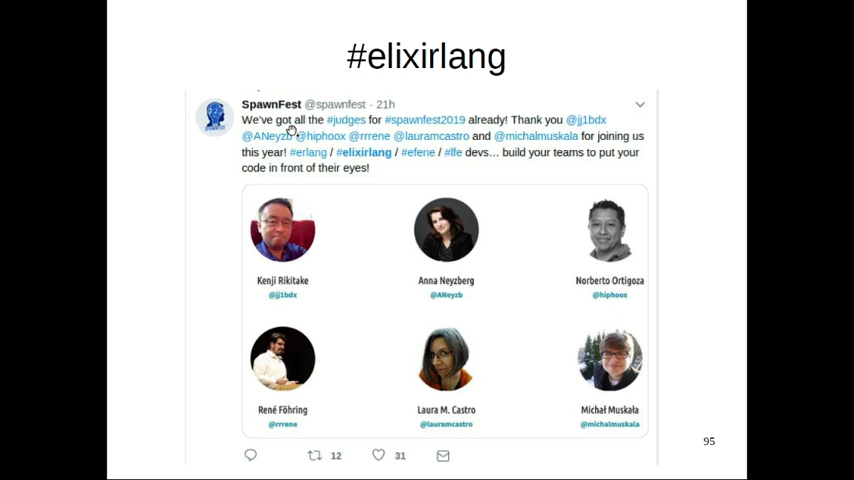 #elixirlang
SpawnFest @spawnfest · 21h
We've got all the #judges for #spawnfest2019 already! Thank you @jj1bdx
@ANeyzb @hiphoox @rrrene @lauramcastro and @michalmuskala for joining us
this year! #erlang / #elixirlang / #efene / #lfe devs... build your teams to put your
code in front of their eyes!
Kenji Rikitake Anna Neyzberg Norberto Ortigoza
@jj1bdx @ANeyzb @hiphoox
René Föhring Laura M. Castro Michał Muskała
@rrrene @lauramcastro @michalmuskala
12 31
95